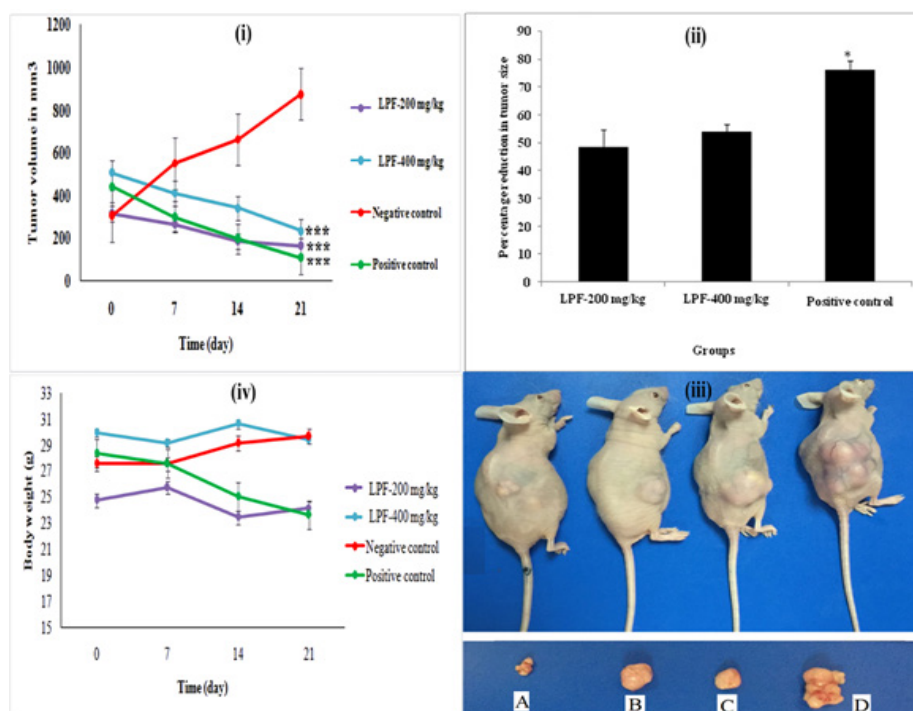 (i)
Tumor volume in mm3
1200
1000
800
600
400
200
0
0 7 14 21
Time (day)
LPF-200 mg/kg
LPF-400 mg/kg
Negative control
Positive control
***
***
***
(ii)
Percentage reduction in tumor size
90
80
70
60
50
40
30
20
10
0
*
LPF-200 mg/kg LPF-400 mg/kg Positive control
Groups
(iv)
Body weight (g)
33
31
29
27
25
23
21
19
17
15
0 7 14 21
Time (day)
LPF-200 mg/kg
LPF-400 mg/kg
Negative control
Positive control
(iii)
A B C D